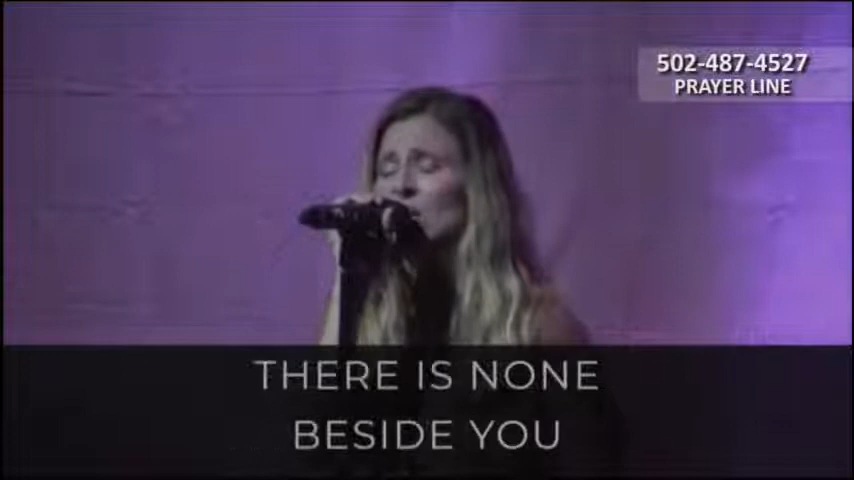 502-487-4527
PRAYER LINE
THERE IS NONE
BESIDE YOU